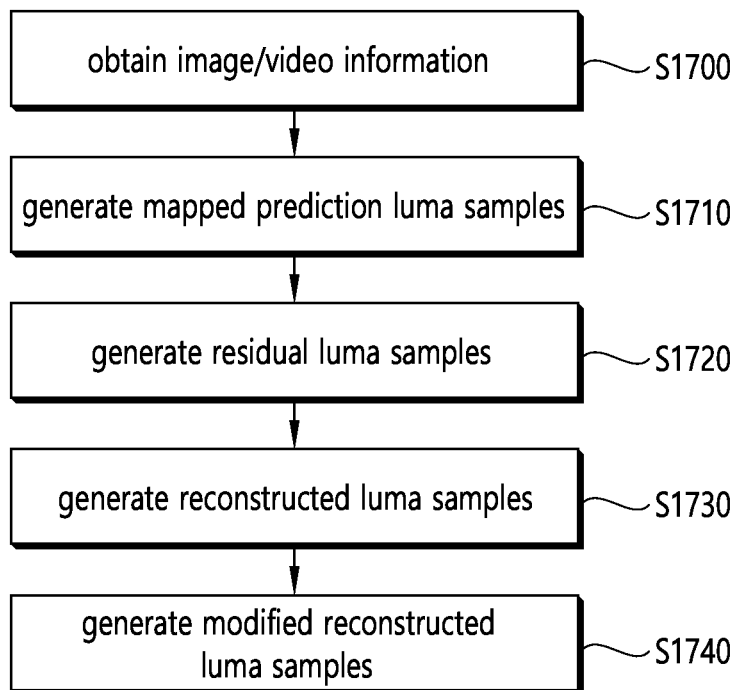 obtain image/video information
S1700
generate mapped prediction luma samples
S1710
generate residual luma samples
S1720
generate reconstructed luma samples
S1730
generate modified reconstructed
luma samples
S1740